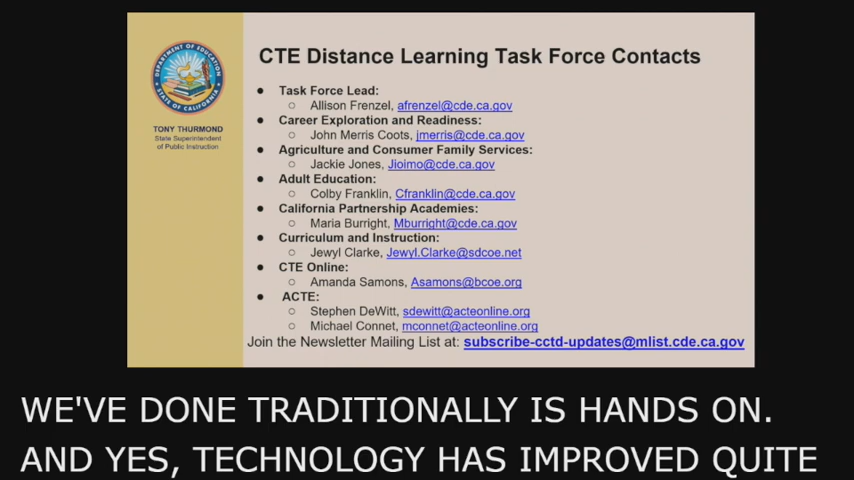 DEPARTMENT OF EDUCATION
STATE OF CALIFORNIA
TONY THURMOND
State Superintendent
of Public Instruction
CTE Distance Learning Task Force Contacts
● Task Force Lead:
○ Allison Frenzel, afrenzel@cde.ca.gov
● Career Exploration and Readiness:
○ John Merris Coots, jmerris@cde.ca.gov
● Agriculture and Consumer Family Services:
○ Jackie Jones, Jioimo@cde.ca.gov
● Adult Education:
○ Colby Franklin, Cfranklin@cde.ca.gov
● California Partnership Academies:
○ Maria Burright, Mburright@cde.ca.gov
● Curriculum and Instruction:
○ Jewyl Clarke, Jewyl.Clarke@sdcoe.net
● CTE Online:
○ Amanda Samons, Asamons@bcoe.org
● ACTE:
○ Stephen DeWitt, sdewitt@acteonline.org
○ Michael Connet, mconnet@acteonline.org
Join the Newsletter Mailing List at: subscribe-cctd-updates@mlist.cde.ca.gov
WE'VE DONE TRADITIONALLY IS HANDS ON.
AND YES, TECHNOLOGY HAS IMPROVED QUITE